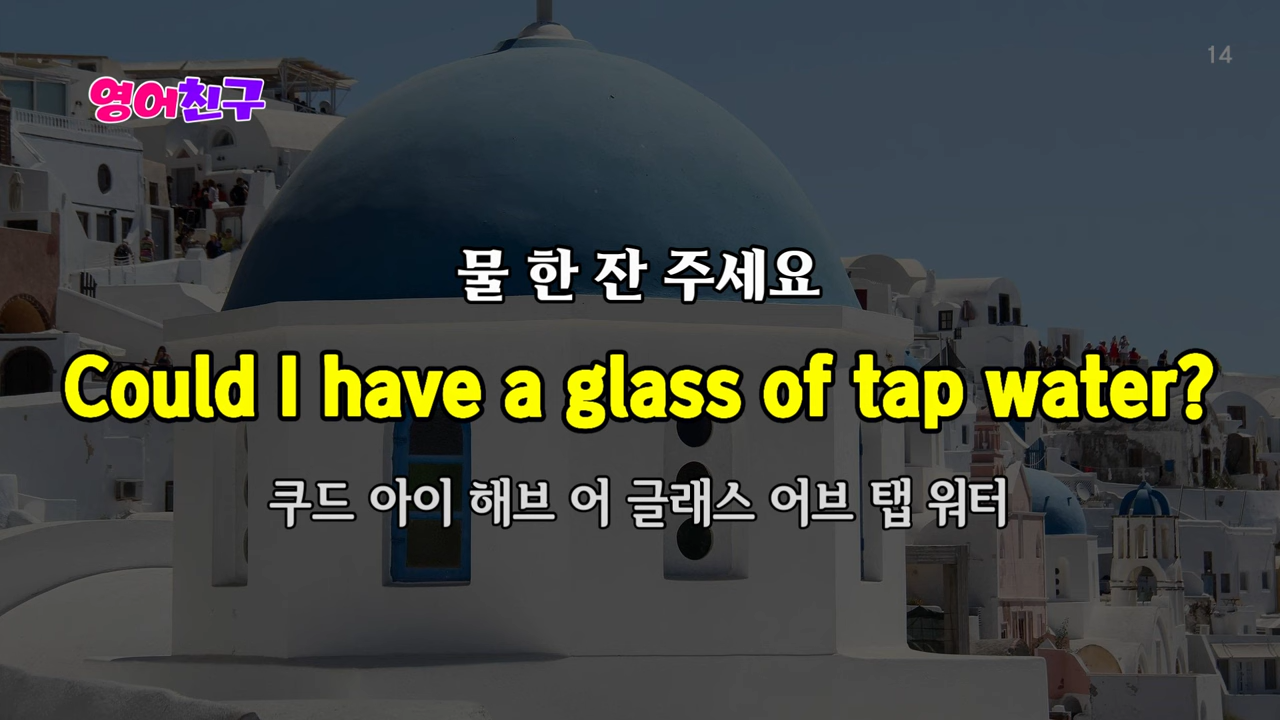 14
영어친구
물 한 잔 주세요
Could I have a glass of tap water?
쿠드 아이 해브 어 글래스 어브 탭 워터